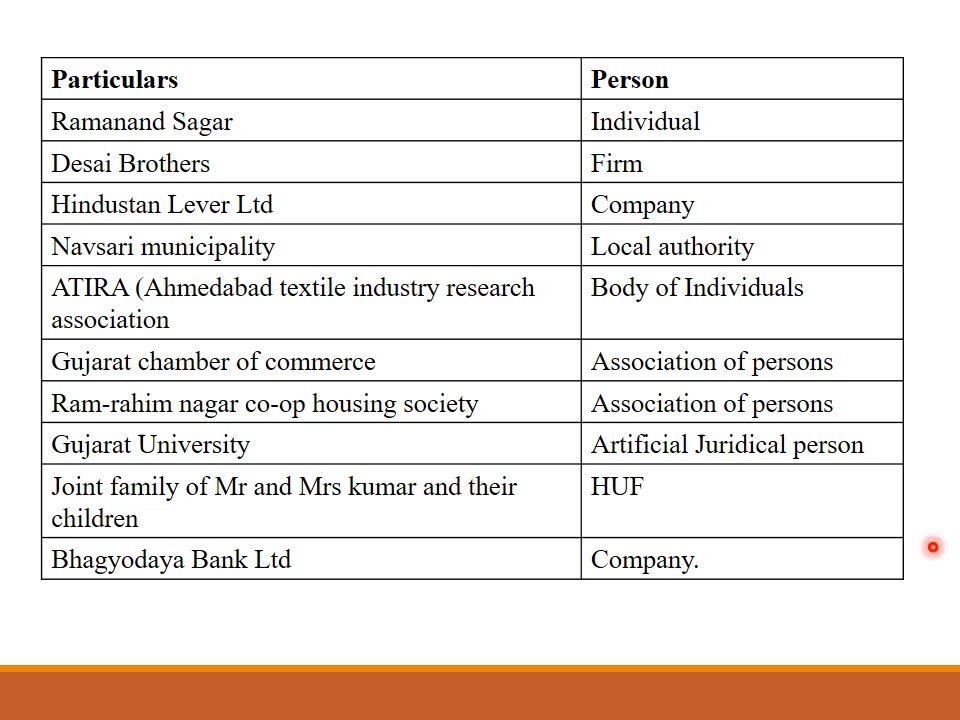 Particulars Person
Ramanand Sagar Individual
Desai Brothers Firm
Hindustan Lever Ltd Company
Navsari municipality Local authority
ATIRA (Ahmedabad textile industry research Body of Individuals
association
Gujarat chamber of commerce Association of persons
Ram-rahim nagar co-op housing society Association of persons
Gujarat University Artificial Juridical person
Joint family of Mr and Mrs kumar and their HUF
children
Bhagyodaya Bank Ltd Company.